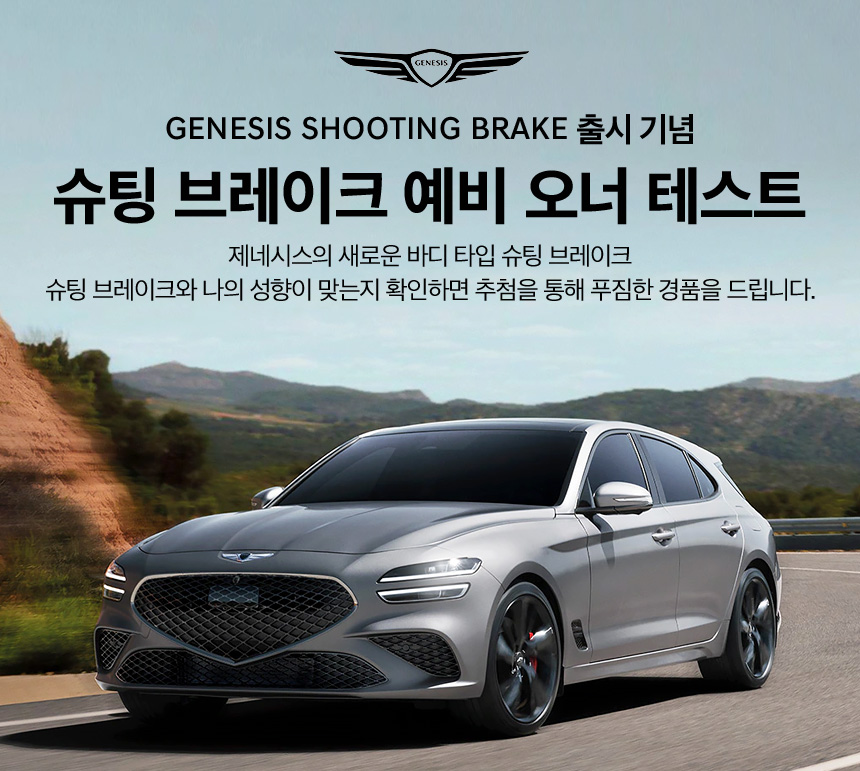 GENESIS
GENESIS SHOOTING BRAKE 출시 기념
슈팅 브레이크 예비 오너 테스트
제네시스의 새로운 바디 타입 슈팅 브레이크
슈팅 브레이크와 나의 성향이 맞는지 확인하면 추첨을 통해 푸짐한 경품을 드립니다.